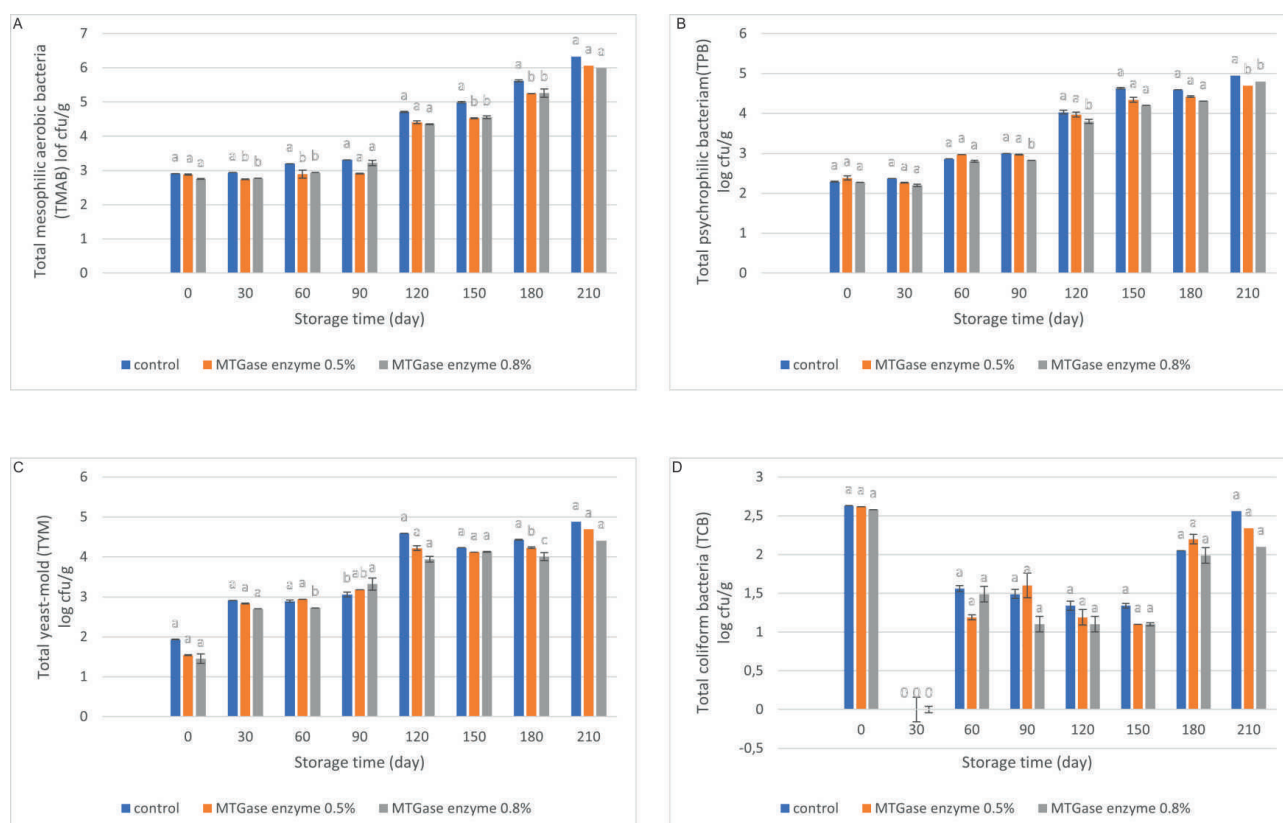 A
Total mesophilic aerobic bacteria
(TMAB) lof cfu/g
7
6
5
4
3
2
1
0
a a a
a b b
a b b
a a a
a a a
a b b
a b b
a a a
0 30 60 90 120 150 180 210
Storage time (day)
control MTGase enzyme 0.5% MTGase enzyme 0.8%
B
Total psychrophilic bacteriam(TPB)
log cfu/g
6
5
4
3
2
1
0
a a a
a a a
a a a
a a b
a a b
a a a
a a a
a b b
0 30 60 90 120 150 180 210
Storage time (day)
control MTGase enzyme 0.5% MTGase enzyme 0.8%
C
Total yeast-mold (TYM)
log cfu/g
6
5
4
3
2
1
0
a a a
a a a
a a b
b ab a
a a a
a a a
a b c
a a a
0 30 60 90 120 150 180 210
Storage time (day)
control MTGase enzyme 0.5% MTGase enzyme 0.8%
D
Total coliform bacteria (TCB)
log cfu/g
3
2,5
2
1,5
1
0,5
0
-0,5
a a a
0 0 0
a a a
a a a
a a a
a a a
a a a
a a a
0 30 60 90 120 150 180 210
Storage time (day)
control MTGase enzyme 0.5% MTGase enzyme 0.8%